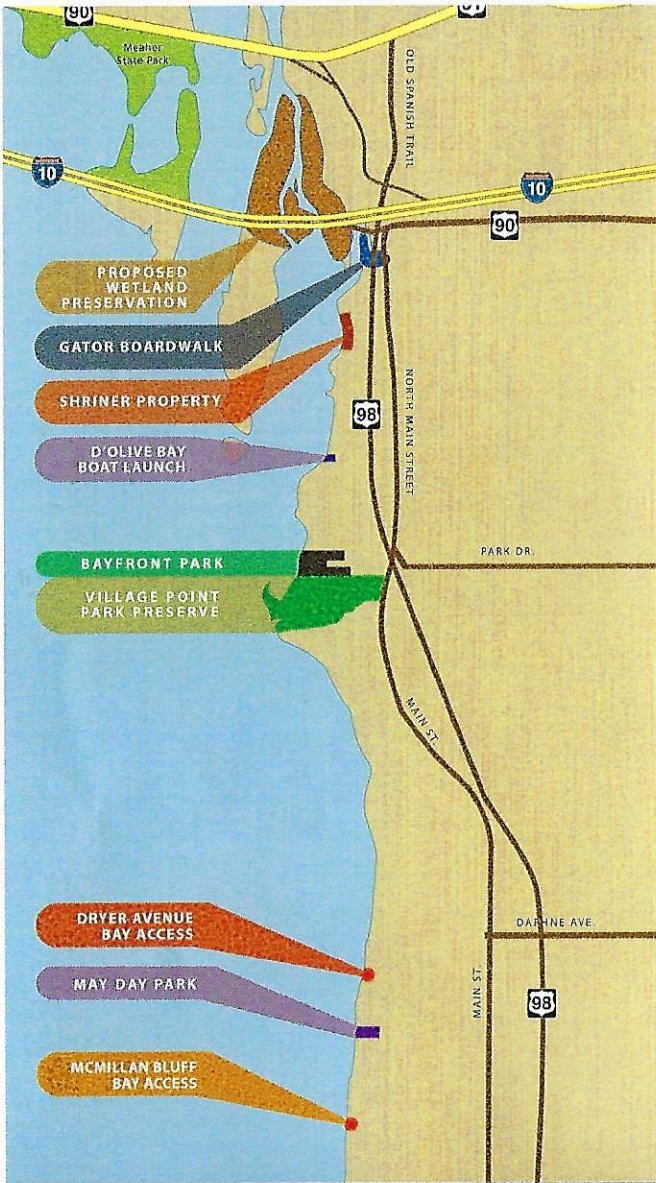 90
31
Meaher
State Park
OLD SPANISH TRAIL
10
10
90
PROPOSED
WETLAND
PRESERVATION
GATOR BOARDWALK
SHRINER PROPERTY
98
NORTH MAIN STREET
D'OLIVE BAY
BOAT LAUNCH
BAYFRONT PARK
PARK DR.
VILLAGE POINT
PARK PRESERVE
MAIN ST.
DRYER AVENUE
BAY ACCESS
DAPHNE AVE.
MAY DAY PARK
MAIN ST.
98
MCMILLAN BLUFF
BAY ACCESS